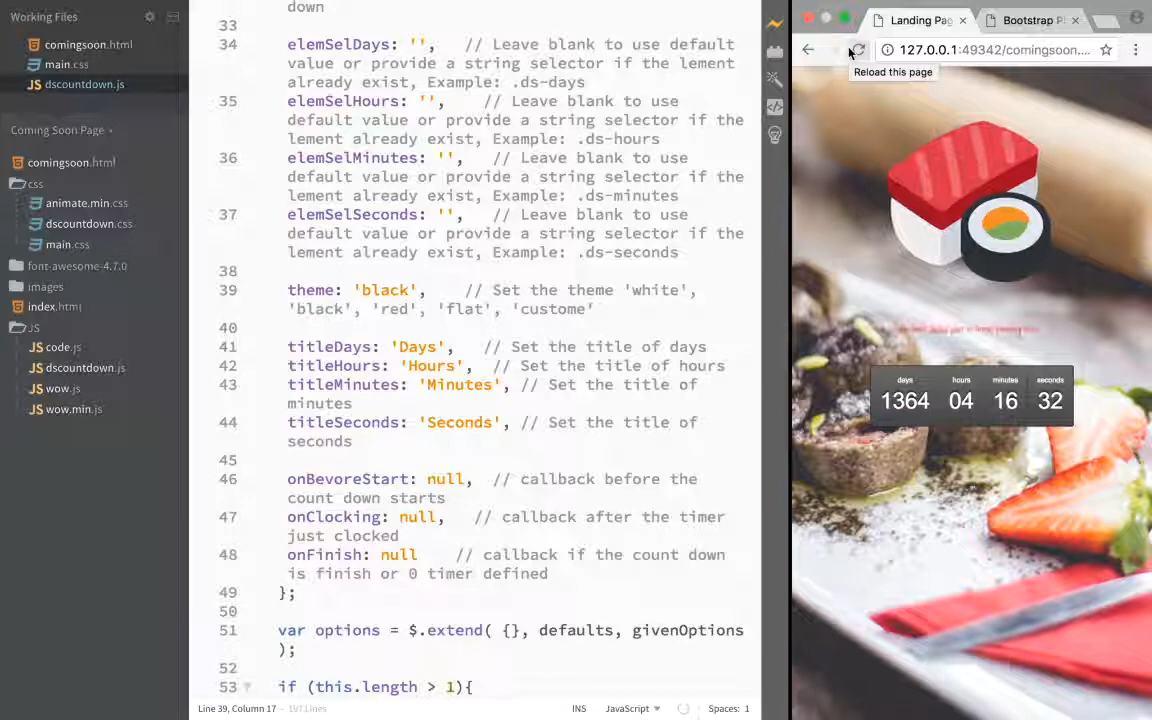 Working Files
comingsoon.html
main.css
JS dscountdown.js
Coming Soon Page
comingsoon.html
css
animate.min.css
dscountdown.css
main.css
font-awesome-4.7.0
images
index.html
JS
JS code.js
JS dscountdown.js
JS wow.js
JS wow.min.js
down
33
34 elemSelDays: '', // Leave blank to use default
value or provide a string selector if the lement
already exist, Example: .ds-days
35 elemSelHours: '', // Leave blank to use
default value or provide a string selector if the
lement already exist, Example: .ds-hours
36 elemSelMinutes: '', // Leave blank to use
default value or provide a string selector if the
lement already exist, Example: .ds-minutes
37 elemSelSeconds: '', // Leave blank to use
default value or provide a string selector if the
lement already exist, Example: .ds-seconds
38
39 theme: 'black', // Set the theme 'white',
'black', 'red', 'flat', 'custome'
40
41 titleDays: 'Days', // Set the title of days
42 titleHours: 'Hours', // Set the title of hours
43 titleMinutes: 'Minutes', // Set the title of
minutes
44 titleSeconds: 'Seconds', // Set the title of
seconds
45
46 onBevoreStart: null, // callback before the
count down starts
47 onClocking: null, // callback after the timer
just clocked
48 onFinish: null // callback if the count down
is finish or 0 timer defined
49 };
50
51 var options = $.extend( {}, defaults, givenOptions
);
52
53 if (this.length > 1){
Line 39, Column 17 - 197 Lines
INS JavaScript Spaces: 1
Landing Pag
Bootstrap P
127.0.0.1:49342/comingsoon....
Reload this page
days hours minutes seconds
1364 04 16 32